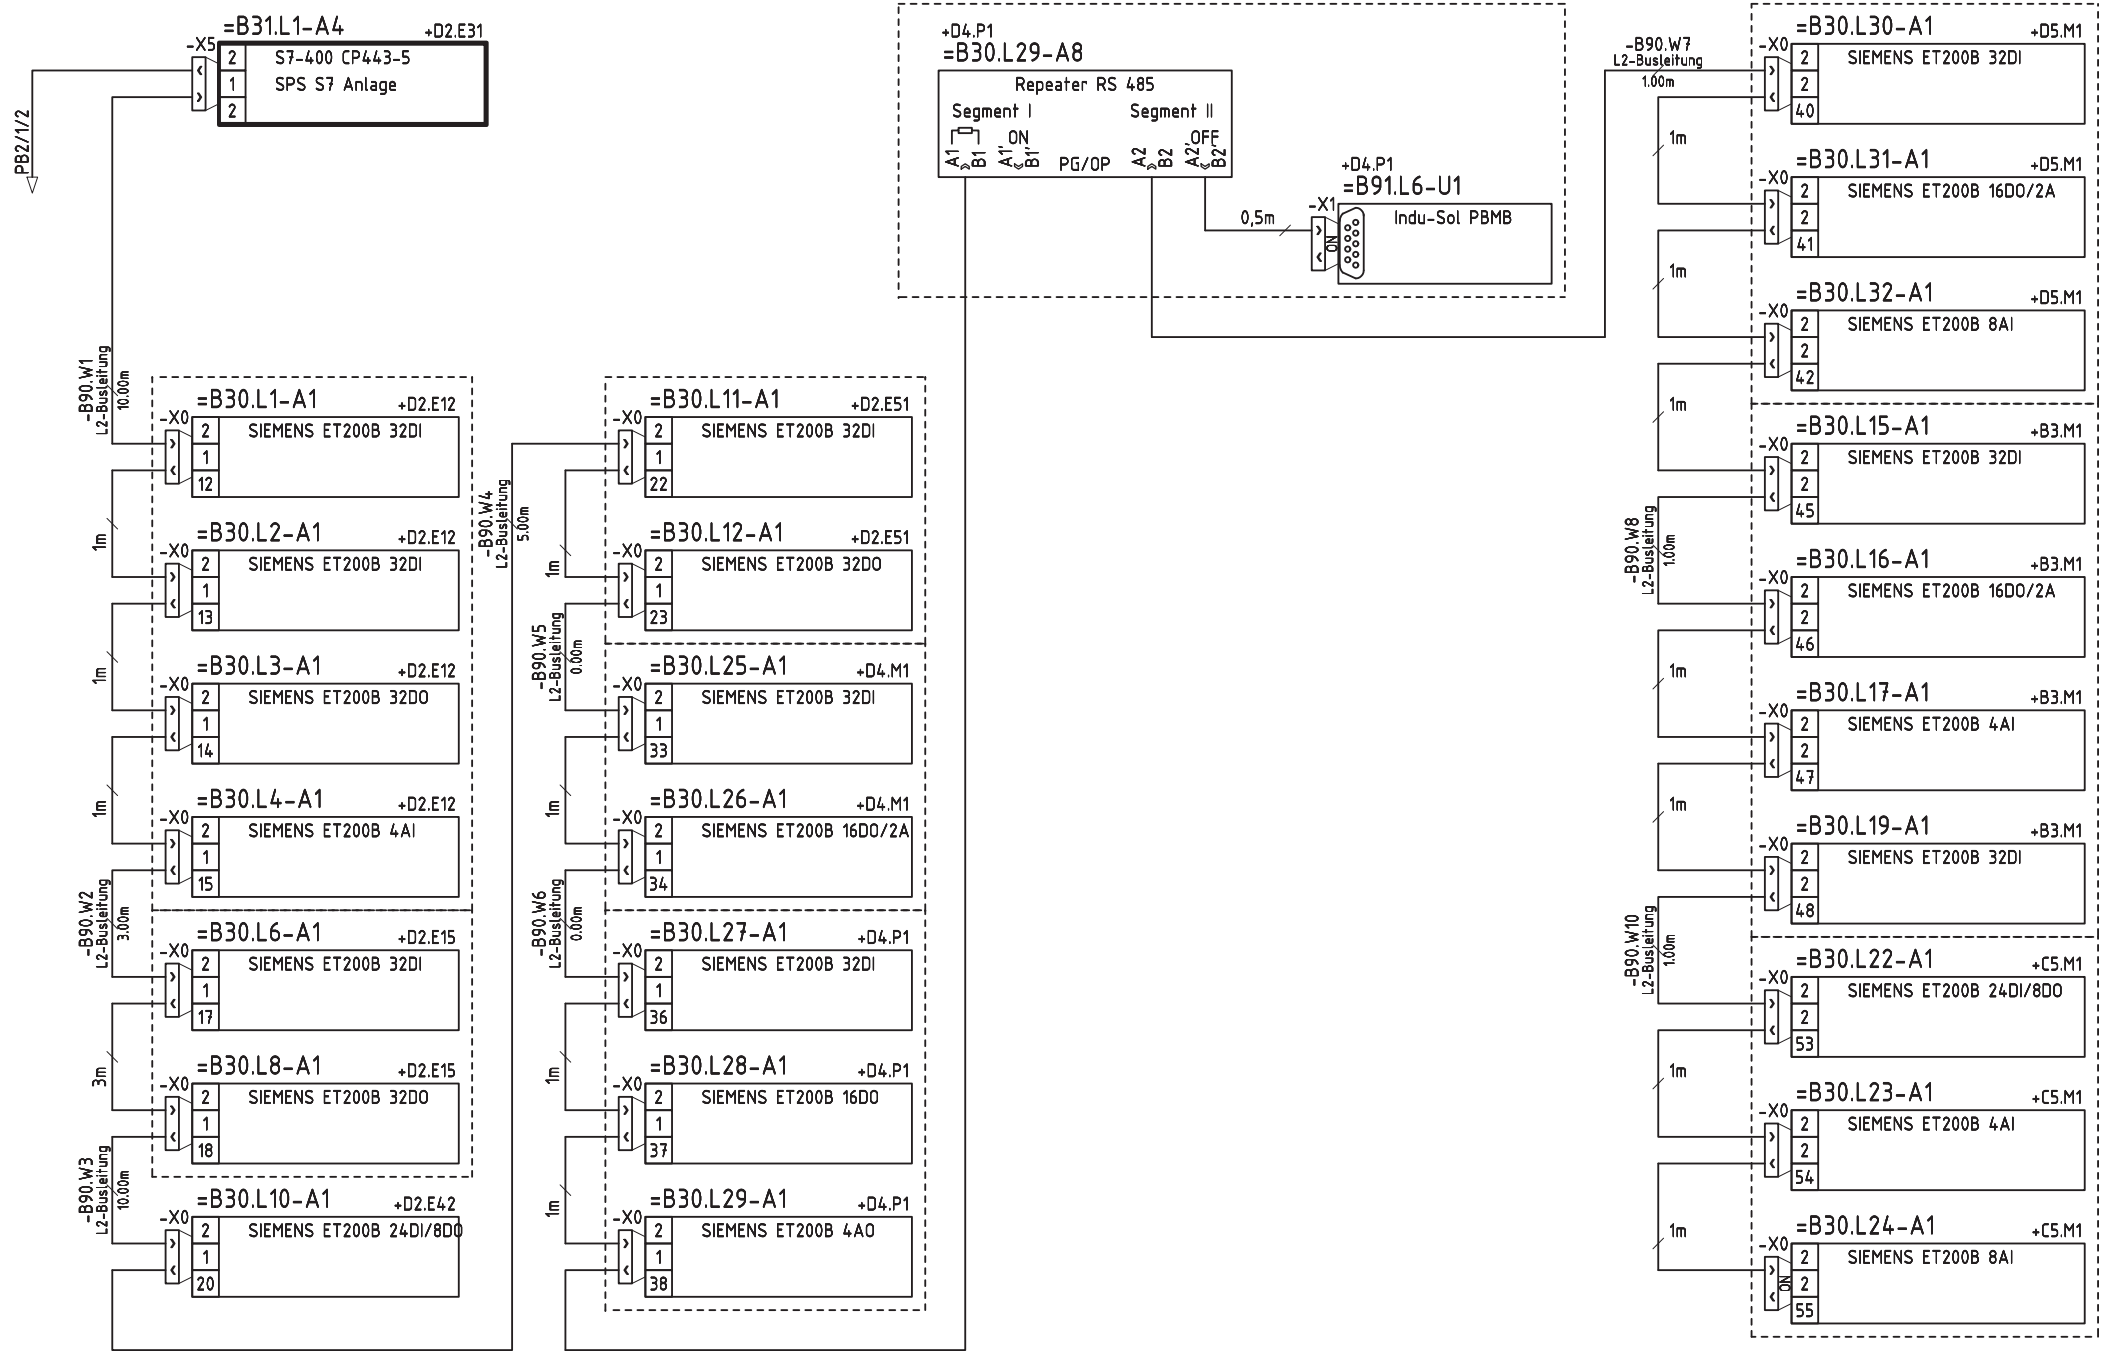 =B31.L1-A4
+D2.E31
-X5
2
S7-400 CP443-5
1
SPS S7 Anlage
2
PB2/1/2
-B90.W1
L2-Busleitung
10.00m
=B30.L1-A1
+D2.E12
-X0
2
SIEMENS ET200B 32DI
1
12
1m
=B30.L2-A1
+D2.E12
-X0
2
SIEMENS ET200B 32DI
1
13
1m
=B30.L3-A1
+D2.E12
-X0
2
SIEMENS ET200B 32DO
1
14
1m
=B30.L4-A1
+D2.E12
-X0
2
SIEMENS ET200B 4AI
1
15
-B90.W2
L2-Busleitung
3.00m
=B30.L6-A1
+D2.E15
-X0
2
SIEMENS ET200B 32DI
1
17
3m
=B30.L8-A1
+D2.E15
-X0
2
SIEMENS ET200B 32DO
1
18
-B90.W3
L2-Busleitung
10.00m
=B30.L10-A1
+D2.E42
-X0
2
SIEMENS ET200B 24DI/8DO
1
20
-B90.W4
L2-Busleitung
5.00m
=B30.L11-A1
+D2.E51
-X0
2
SIEMENS ET200B 32DI
1
22
1m
=B30.L12-A1
+D2.E51
-X0
2
SIEMENS ET200B 32DO
1
23
-B90.W5
L2-Busleitung
0.00m
=B30.L25-A1
+D4.M1
-X0
2
SIEMENS ET200B 32DI
1
33
1m
=B30.L26-A1
+D4.M1
-X0
2
SIEMENS ET200B 16DO/2A
1
34
-B90.W6
L2-Busleitung
0.00m
=B30.L27-A1
+D4.P1
-X0
2
SIEMENS ET200B 32DI
1
36
1m
=B30.L28-A1
+D4.P1
-X0
2
SIEMENS ET200B 16DO
1
37
1m
=B30.L29-A1
+D4.P1
-X0
2
SIEMENS ET200B 4AO
1
38
+D4.P1
=B30.L29-A8
Repeater RS 485
Segment I
Segment II
ON
OFF
A1
B1
A1'
B1'
PG/OP
A2
B2
A2'
B2'
+D4.P1
=B91.L6-U1
-X1
Indu-Sol PBMB
0,5m
ON
-B90.W7
L2-Busleitung
1.00m
=B30.L30-A1
+D5.M1
-X0
2
SIEMENS ET200B 32DI
2
40
1m
=B30.L31-A1
+D5.M1
-X0
2
SIEMENS ET200B 16DO/2A
2
41
1m
=B30.L32-A1
+D5.M1
-X0
2
SIEMENS ET200B 8AI
2
42
1m
=B30.L15-A1
+B3.M1
-X0
2
SIEMENS ET200B 32DI
2
45
-B90.W8
L2-Busleitung
1.00m
=B30.L16-A1
+B3.M1
-X0
2
SIEMENS ET200B 16DO/2A
2
46
1m
=B30.L17-A1
+B3.M1
-X0
2
SIEMENS ET200B 4AI
2
47
1m
=B30.L19-A1
+B3.M1
-X0
2
SIEMENS ET200B 32DI
2
48
-B90.W10
L2-Busleitung
1.00m
=B30.L22-A1
+C5.M1
-X0
2
SIEMENS ET200B 24DI/8DO
2
53
1m
=B30.L23-A1
+C5.M1
-X0
2
SIEMENS ET200B 4AI
2
54
1m
=B30.L24-A1
+C5.M1
-X0
2
SIEMENS ET200B 8AI
2
ON
55